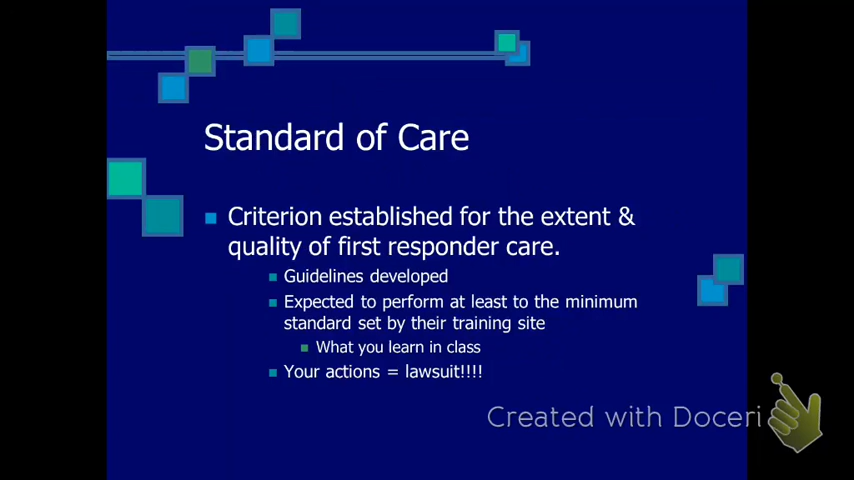 Standard of Care
Criterion established for the extent &
quality of first responder care.
Guidelines developed
Expected to perform at least to the minimum
standard set by their training site
What you learn in class
Your actions = lawsuit!!!!
Created with Doceri